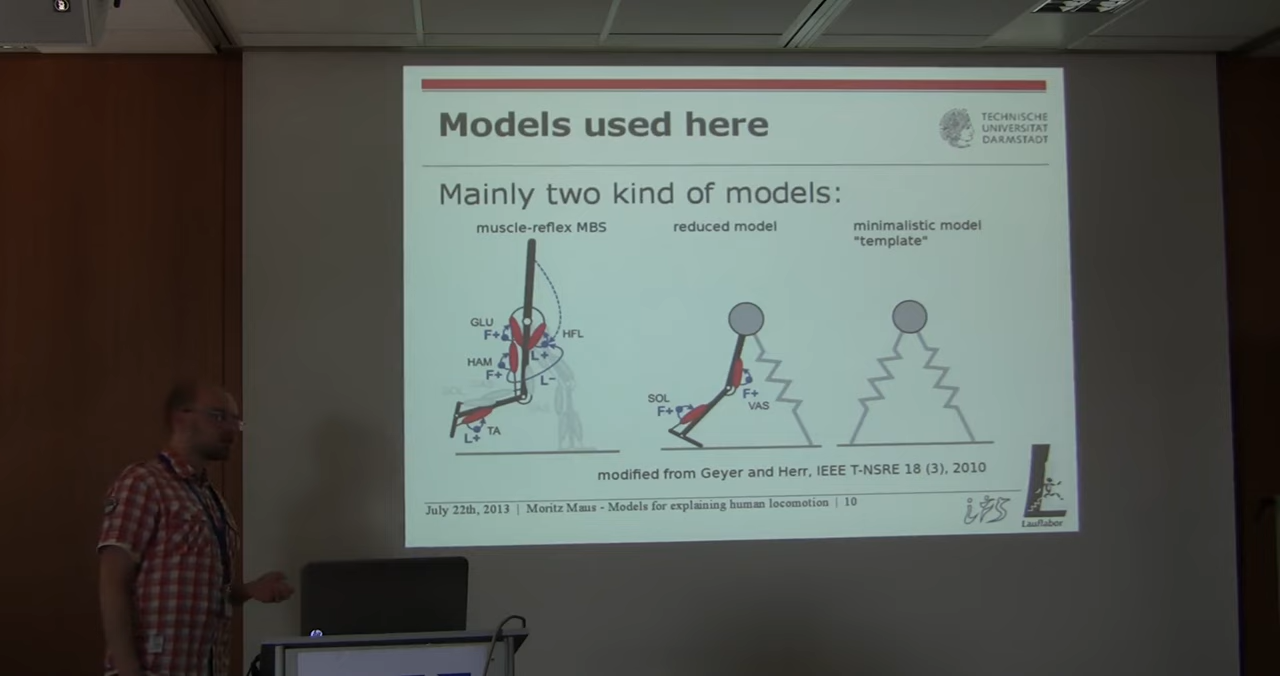 Models used here
TECHNISCHE
UNIVERSITÄT
DARMSTADT
Mainly two kind of models:
muscle-reflex MBS
reduced model
minimalistic model
"template"
GLU
F+
HFL
L+
HAM
F+
L-
TA
L+
SOL
F+
F+
VAS
modified from Geyer and Herr, IEEE T-NSRE 18 (3), 2010
July 22th, 2013 | Moritz Maus - Models for explaining human locomotion | 10
Lauflabor